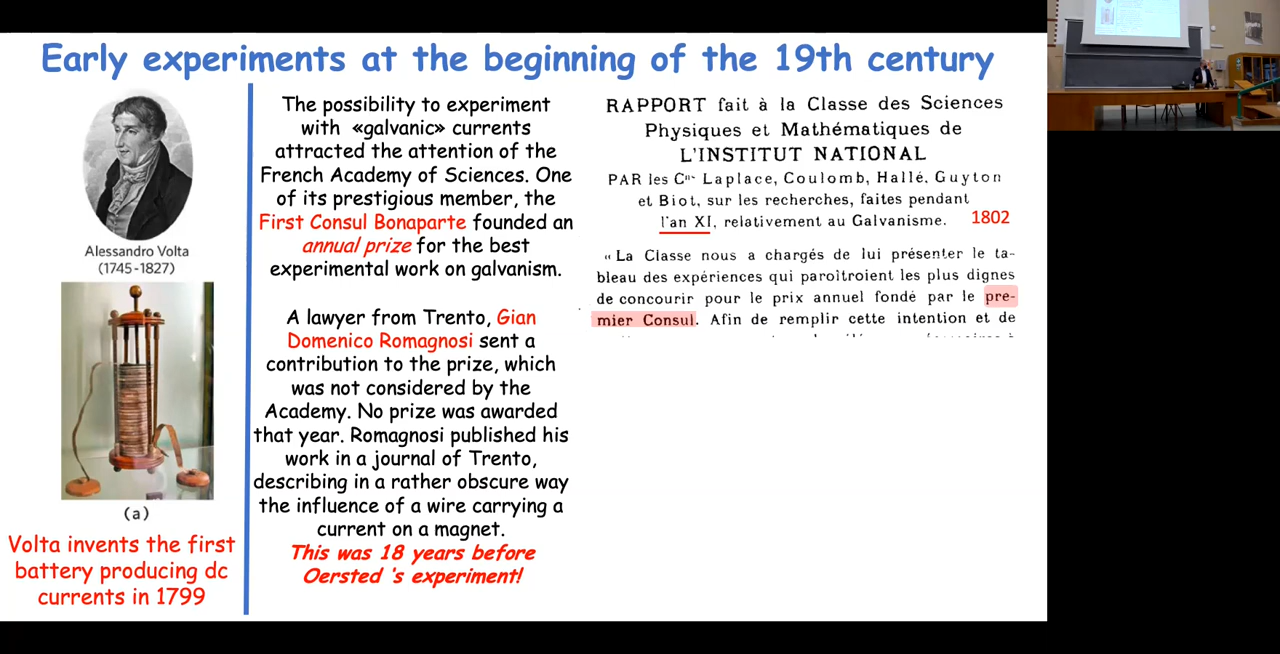 Early experiments at the beginning of the 19th century
Alessandro Volta
(1745-1827)
(a)
Volta invents the first
battery producing dc
currents in 1799
The possibility to experiment
with «galvanic» currents
attracted the attention of the
French Academy of Sciences. One
of its prestigious member, the
First Consul Bonaparte founded an
annual prize for the best
experimental work on galvanism.
A lawyer from Trento, Gian
Domenico Romagnosi sent a
contribution to the prize, which
was not considered by the
Academy. No prize was awarded
that year. Romagnosi published his
work in a journal of Trento,
describing in a rather obscure way
the influence of a wire carrying a
current on a magnet.
This was 18 years before
Oersted 's experiment!
RAPPORT fait à la Classe des Sciences
Physiques et Mathématiques de
L'INSTITUT NATIONAL
PAR les Cens Laplace, Coulomb, Hallé, Guyton
et Biot, sur les recherches, faites pendant
l'an XI, relativement au Galvanisme. 1802
« La Classe nous a chargés de lui présenter le ta-
bleau des expériences qui paroîtroient les plus dignes
de concourir pour le prix annuel fondé par le pre-
mier Consul. Afin de remplir cette intention et de